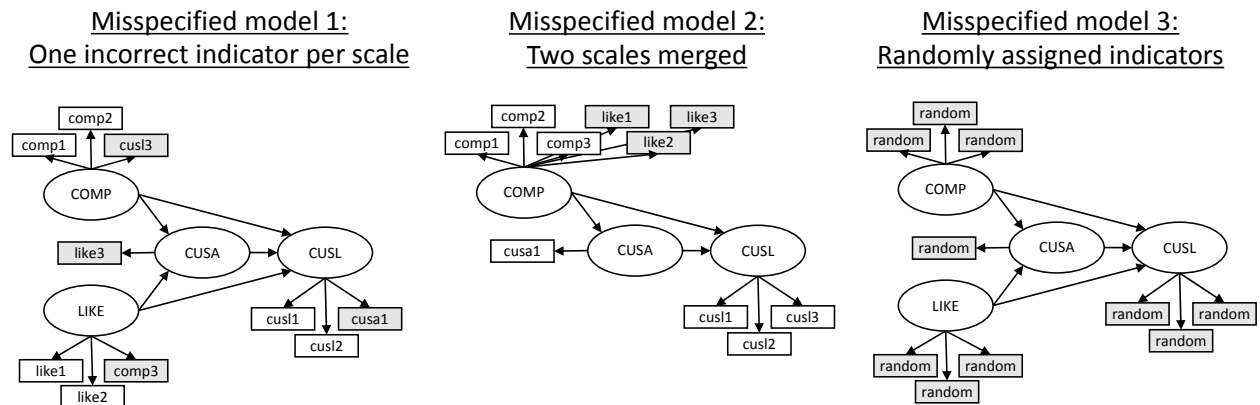 Misspecified model 1:
One incorrect indicator per scale
comp2
comp1
cusl3
COMP
like3
CUSA
CUSL
LIKE
cusl1
cusa1
cusl2
like1
comp3
like2
Misspecified model 2:
Two scales merged
comp2
like1
like3
comp1
comp3
like2
COMP
cusa1
CUSA
CUSL
cusl1
cusl3
cusl2
Misspecified model 3:
Randomly assigned indicators
random
random
random
COMP
random
CUSA
CUSL
LIKE
random
random
random
random
random
random